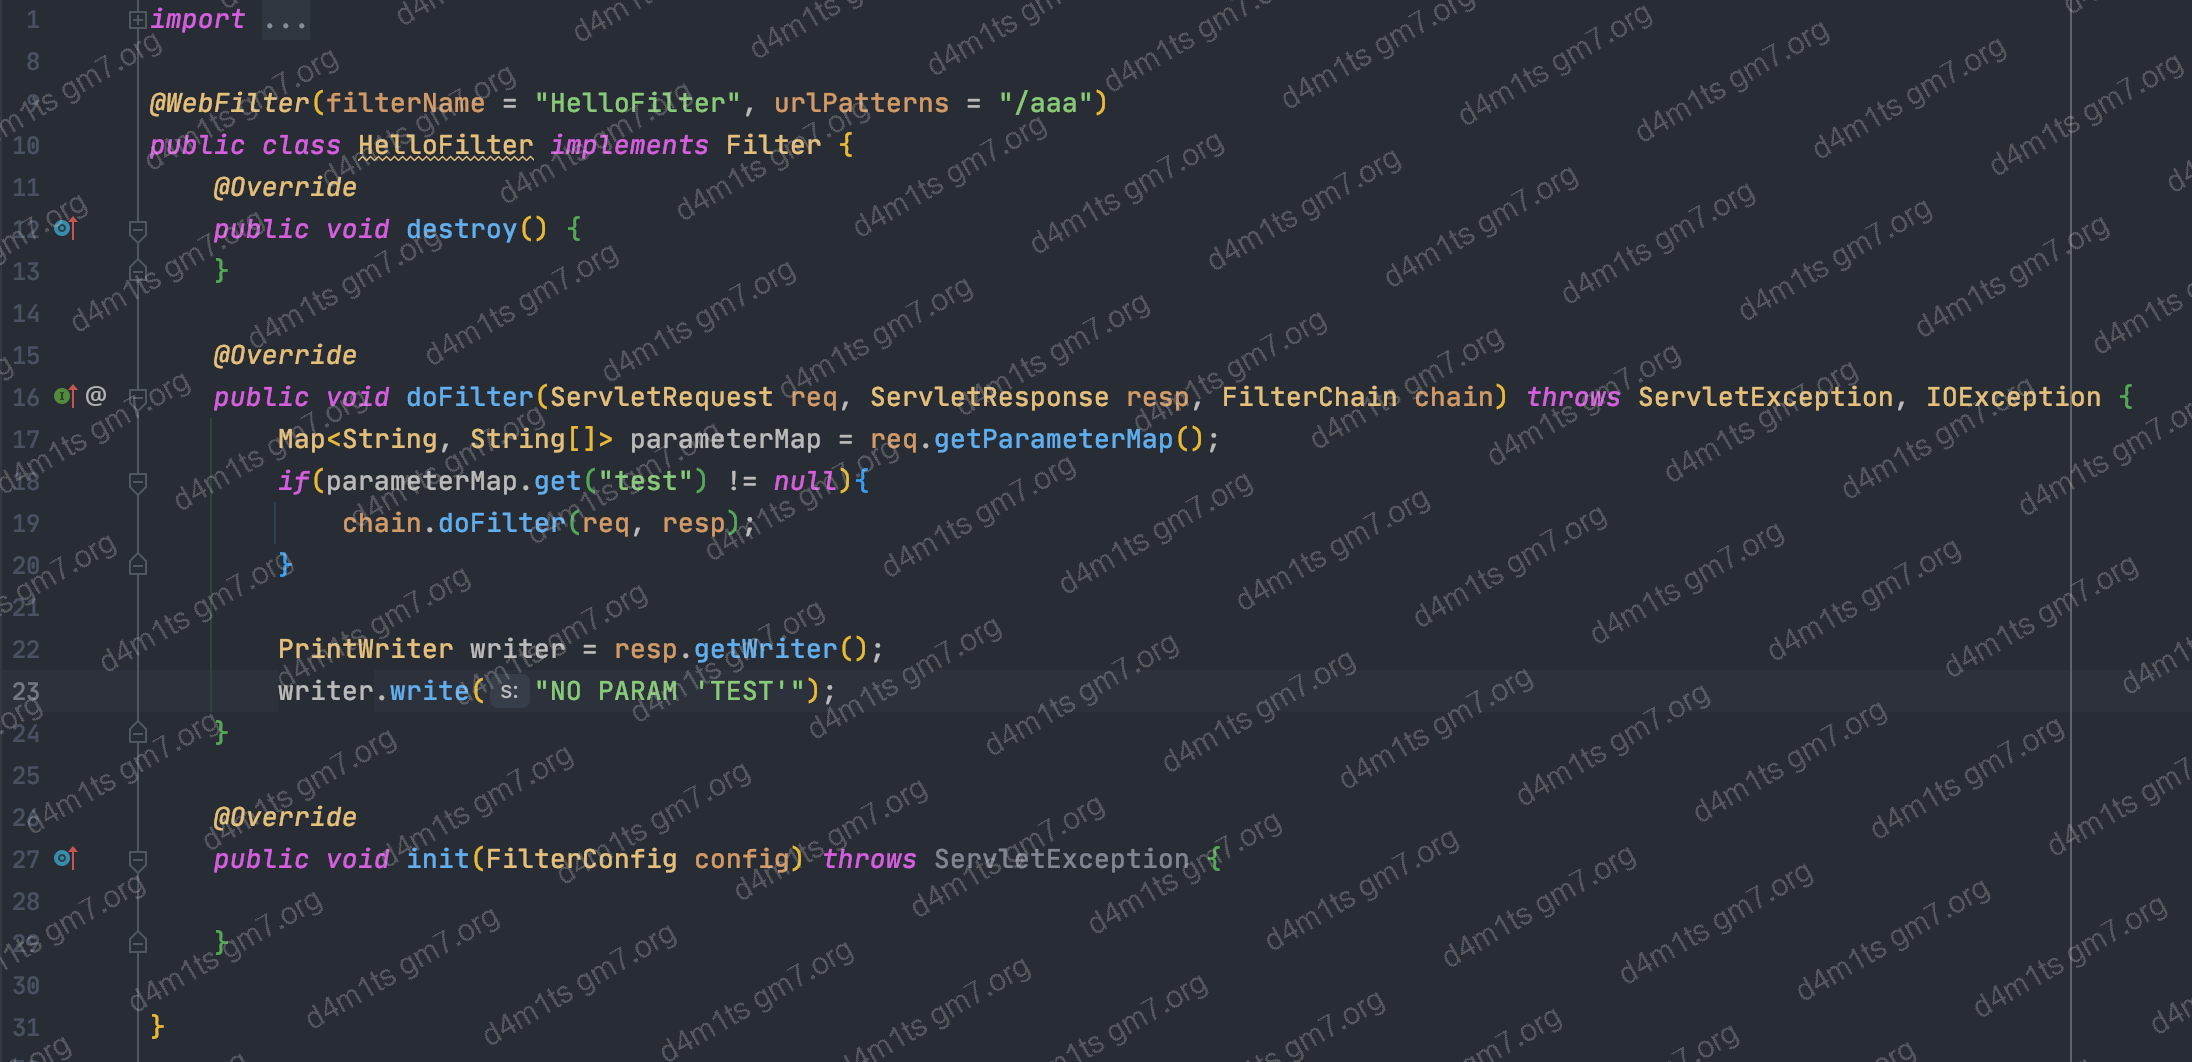 1 import ...
8
9 @WebFilter(filterName = "HelloFilter", urlPatterns = "/aaa")
10 public class HelloFilter implements Filter {
11 @Override
12 public void destroy() {
13 }
14
15 @Override
16 @ public void doFilter(ServletRequest req, ServletResponse resp, FilterChain chain) throws ServletException, IOException {
17 Map<String, String[]> parameterMap = req.getParameterMap();
18 if(parameterMap.get("test") != null){
19 chain.doFilter(req, resp);
20 }
21
22 PrintWriter writer = resp.getWriter();
23 writer.write( s: "NO PARAM 'TEST'");
24 }
25
26 @Override
27 public void init(FilterConfig config) throws ServletException {
28
29 }
30
31 }
d4m1ts gm7.org